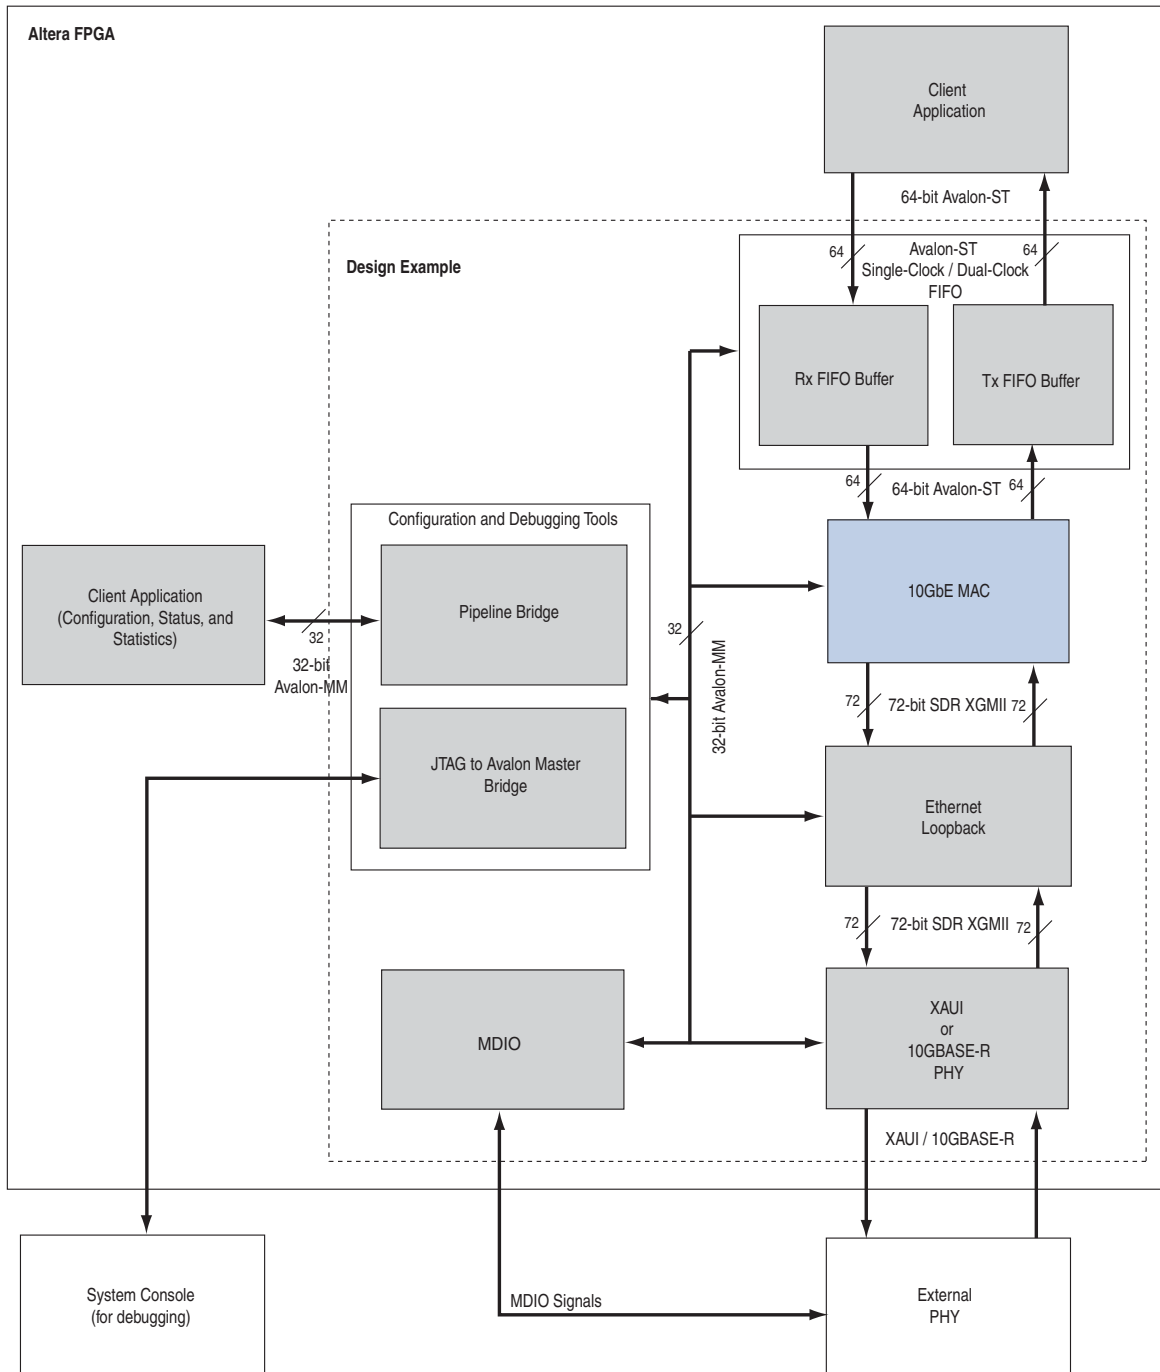 Altera FPGA
Client
Application
64-bit Avalon-ST
Design Example
64
Avalon-ST
64
Single-Clock / Dual-Clock
FIFO
Rx FIFO Buffer
Tx FIFO Buffer
64
64-bit Avalon-ST
64
Configuration and Debugging Tools
Client Application
(Configuration, Status, and
Statistics)
32
32-bit
Avalon-MM
Pipeline Bridge
JTAG to Avalon Master
Bridge
32
32-bit Avalon-MM
10GbE MAC
72
72-bit SDR XGMII
72
Ethernet
Loopback
72
72-bit SDR XGMII
72
MDIO
XAUI
or
10GBASE-R
PHY
XAUI / 10GBASE-R
System Console
(for debugging)
MDIO Signals
External
PHY